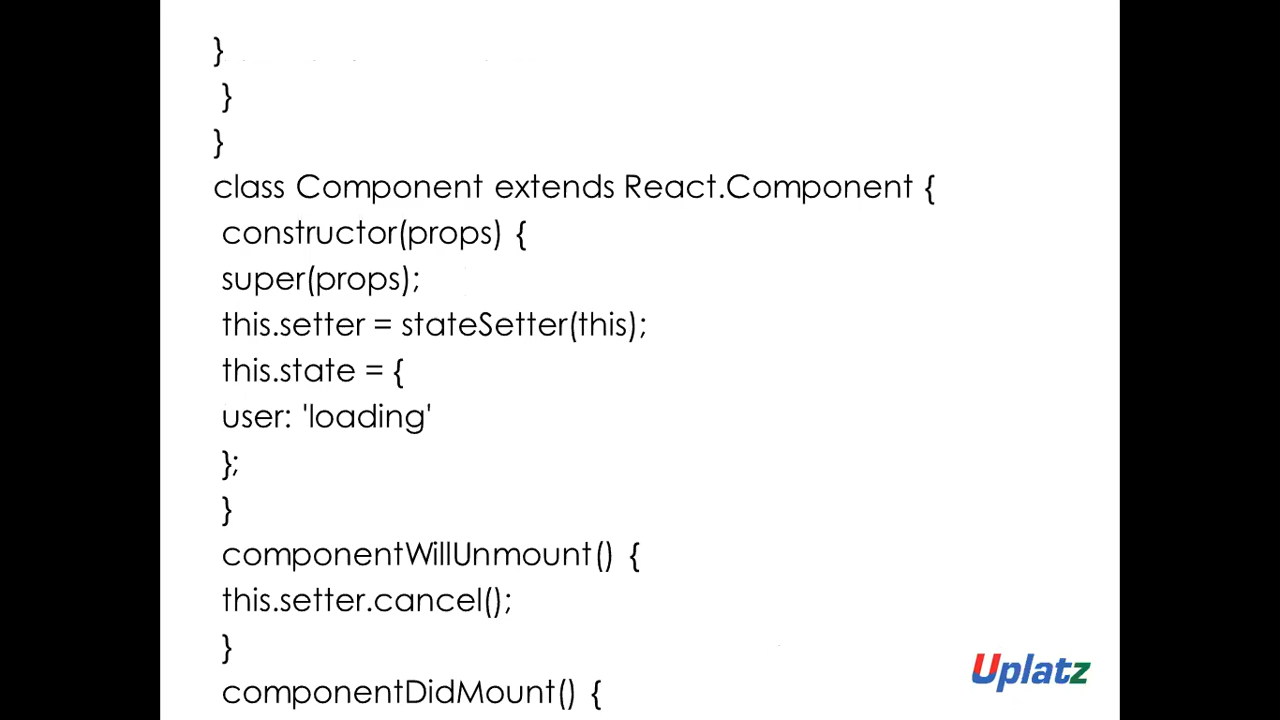 }
}
}
class Component extends React.Component {
constructor(props) {
super(props);
this.setter = stateSetter(this);
this.state = {
user: 'loading'
};
}
componentWillUnmount() {
this.setter.cancel();
}
componentDidMount() {
Uplatz